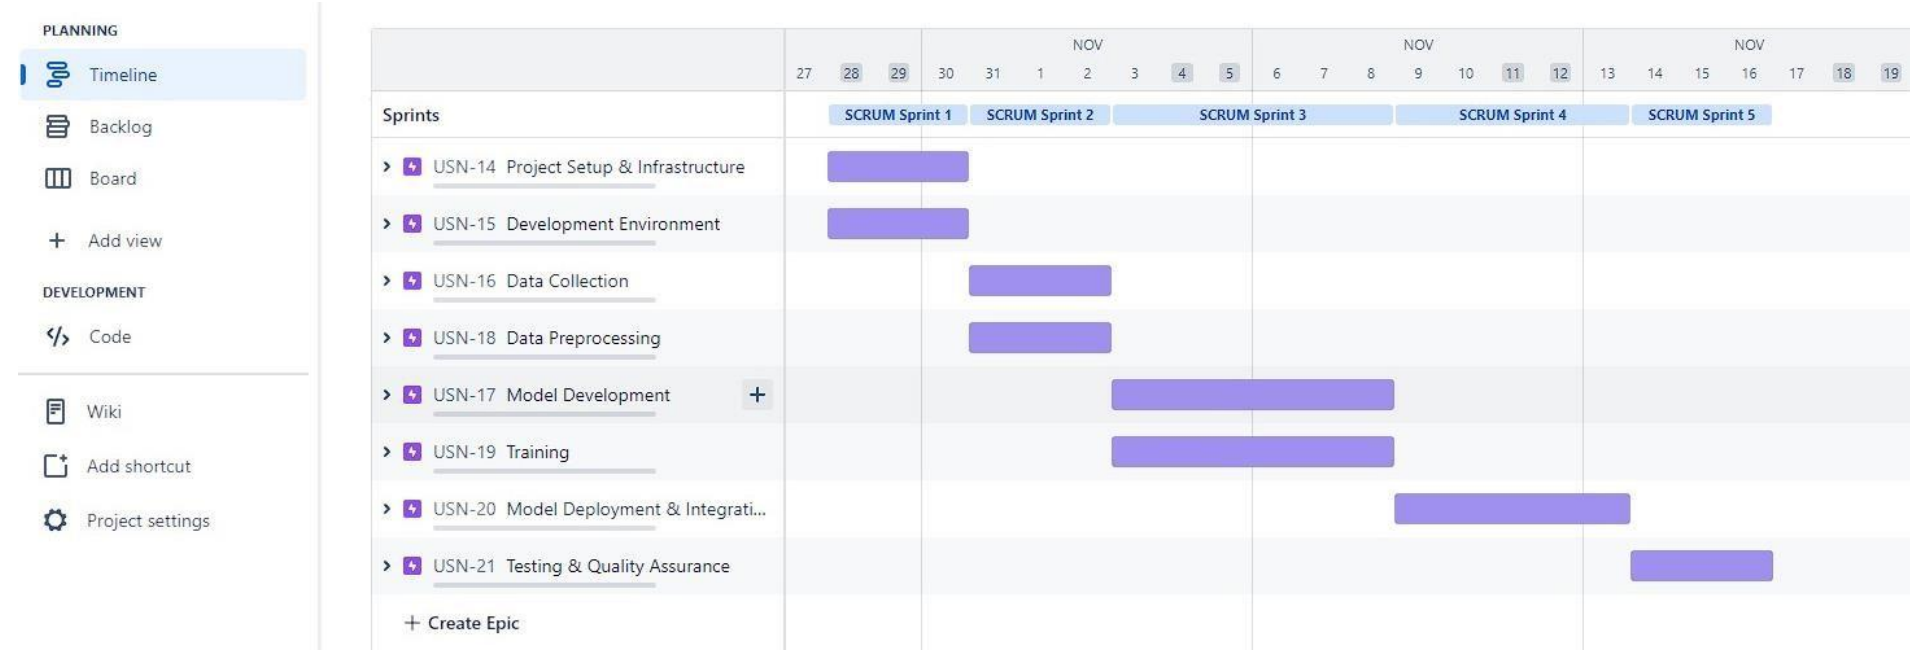 PLANNING
Timeline
Backlog
Board
Add view
DEVELOPMENT
Code
Wiki
Add shortcut
Project settings
NOV NOV NOV
27 28 29 30 31 1 2 3 4 5 6 7 8 9 10 11 12 13 14 15 16 17 18 19
Sprints SCRUM Sprint 1 SCRUM Sprint 2 SCRUM Sprint 3 SCRUM Sprint 4 SCRUM Sprint 5
USN-14 Project Setup & Infrastructure
USN-15 Development Environment
USN-16 Data Collection
USN-18 Data Preprocessing
USN-17 Model Development
USN-19 Training
USN-20 Model Deployment & Integrati...
USN-21 Testing & Quality Assurance
Create Epic